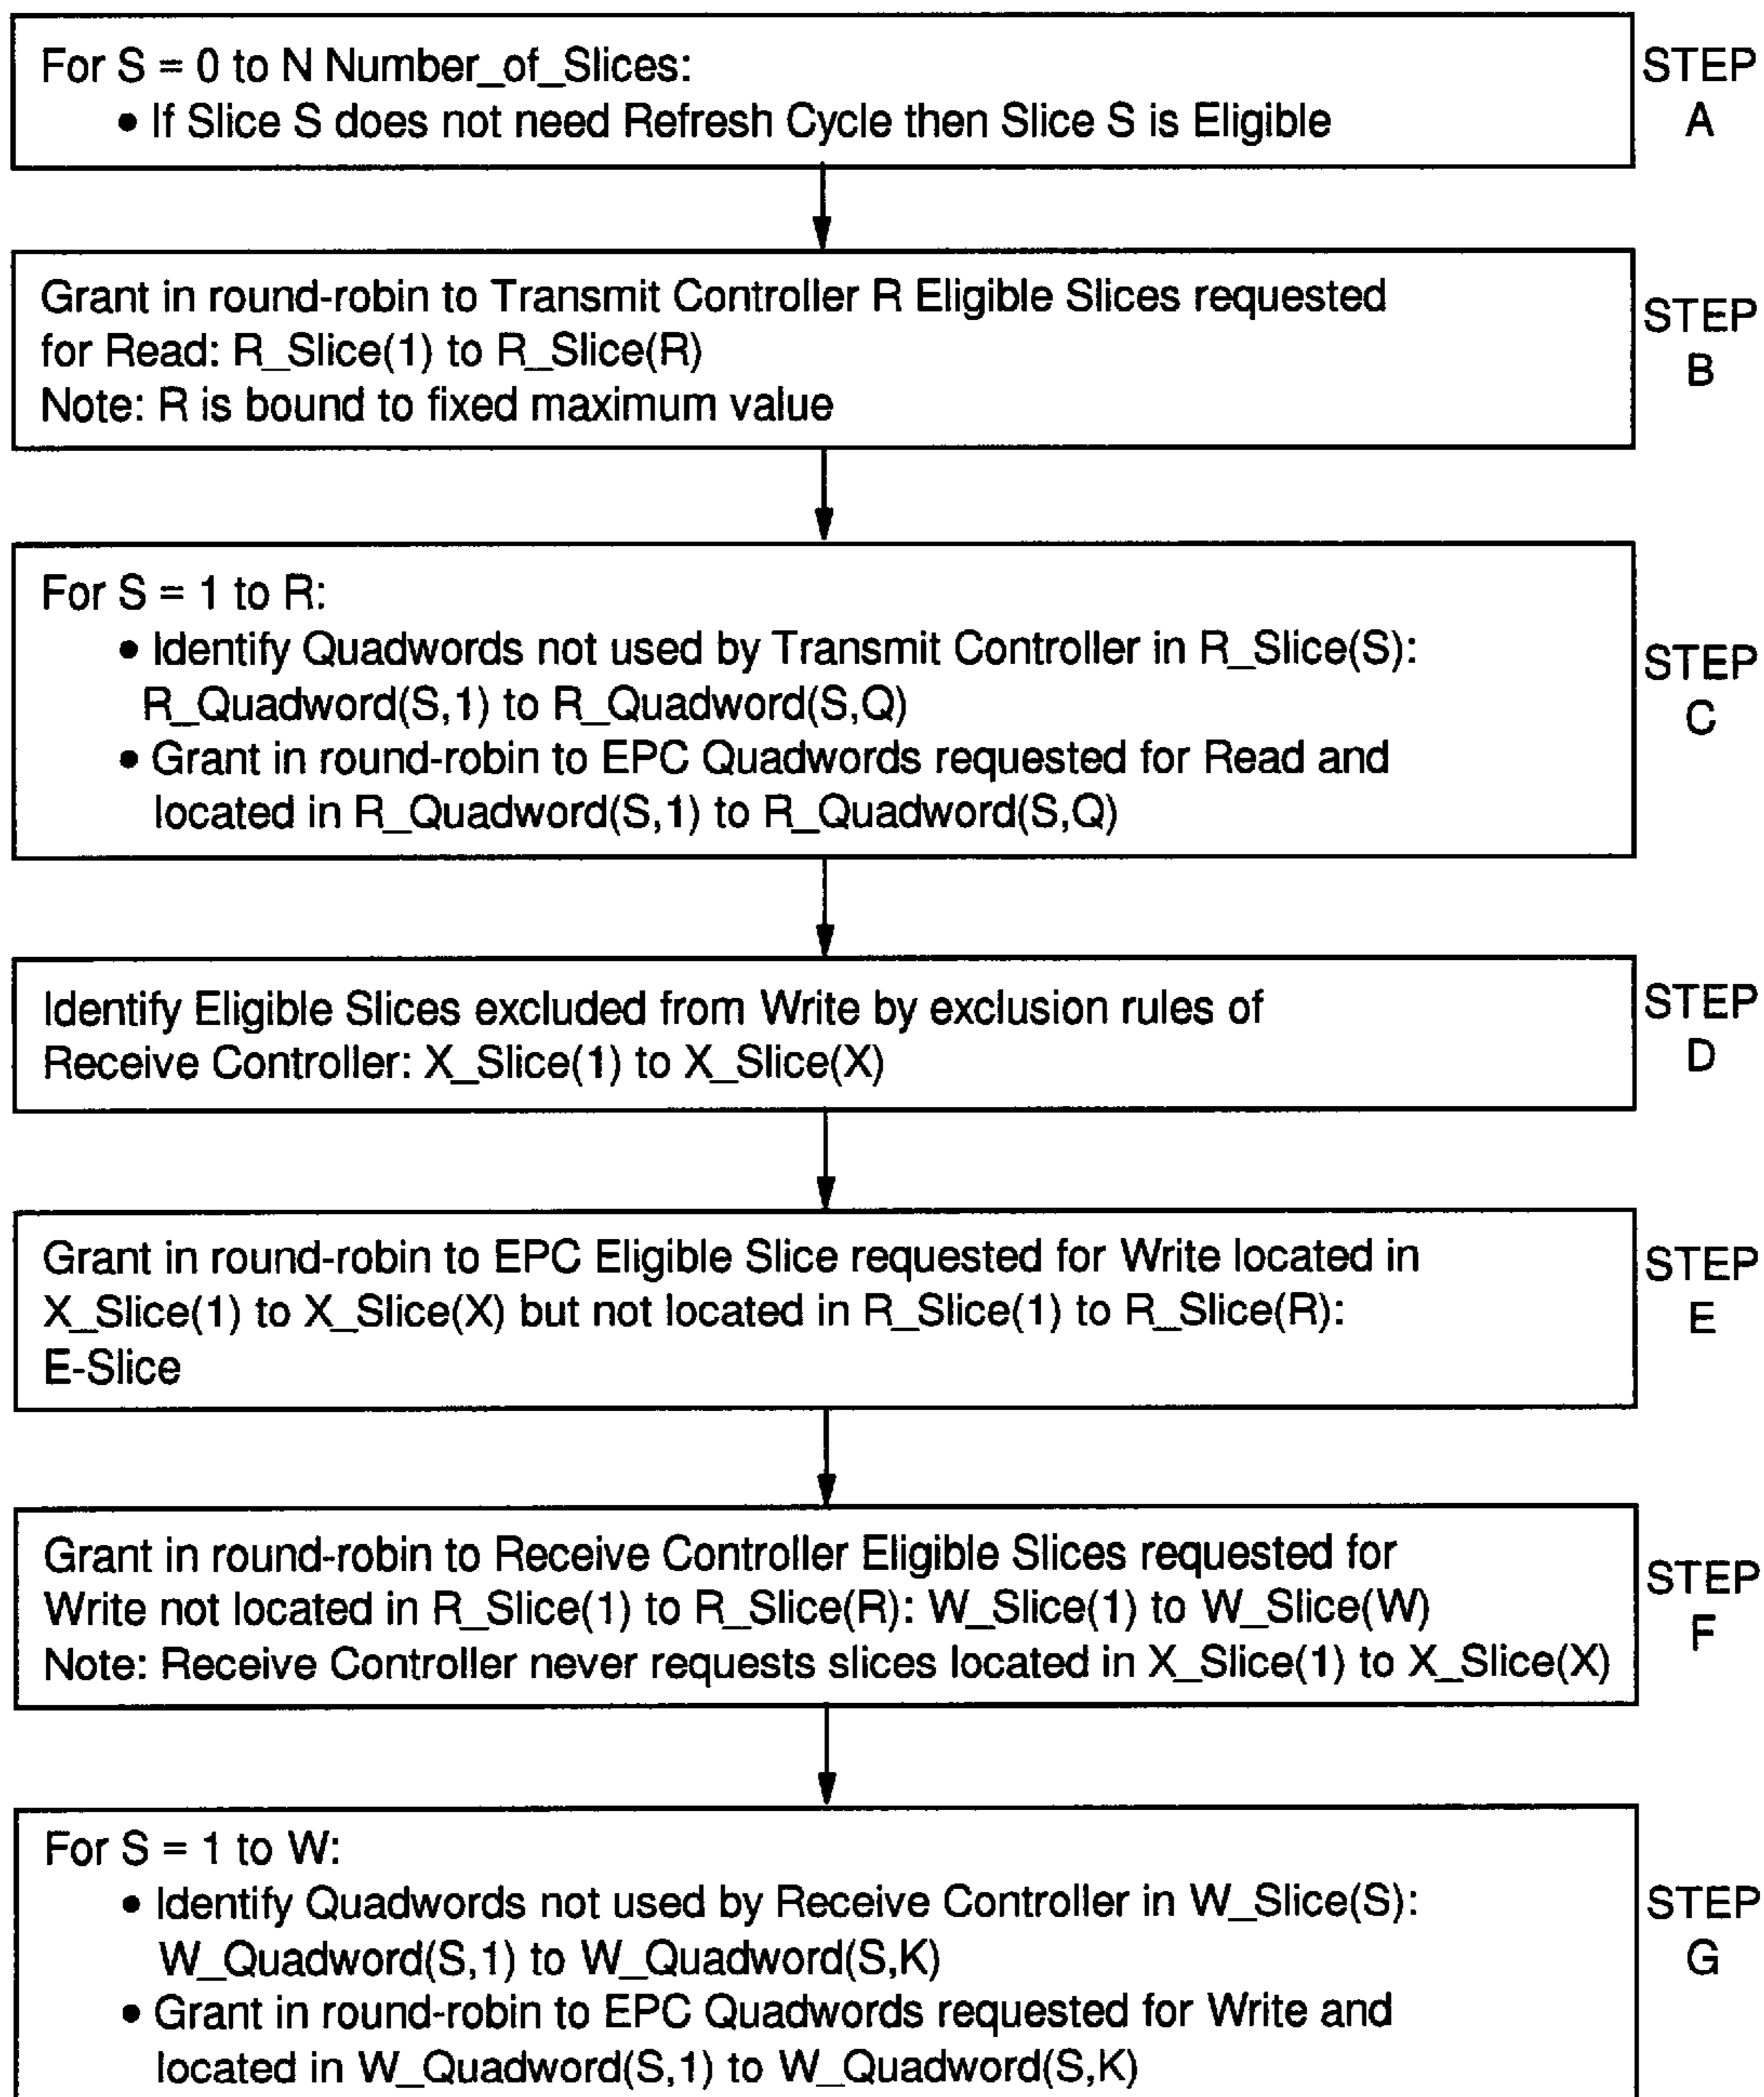 For S = 0 to N Number_of_Slices:
• If Slice S does not need Refresh Cycle then Slice S is Eligible
STEP
A
Grant in round-robin to Transmit Controller R Eligible Slices requested
for Read: R_Slice(1) to R_Slice(R)
Note: R is bound to fixed maximum value
STEP
B
For S = 1 to R:
• Identify Quadwords not used by Transmit Controller in R_Slice(S):
R_Quadword(S,1) to R_Quadword(S,Q)
• Grant in round-robin to EPC Quadwords requested for Read and
located in R_Quadword(S,1) to R_Quadword(S,Q)
STEP
C
Identify Eligible Slices excluded from Write by exclusion rules of
Receive Controller: X_Slice(1) to X_Slice(X)
STEP
D
Grant in round-robin to EPC Eligible Slice requested for Write located in
X_Slice(1) to X_Slice(X) but not located in R_Slice(1) to R_Slice(R):
E-Slice
STEP
E
Grant in round-robin to Receive Controller Eligible Slices requested for
Write not located in R_Slice(1) to R_Slice(R): W_Slice(1) to W_Slice(W)
Note: Receive Controller never requests slices located in X_Slice(1) to X_Slice(X)
STEP
F
For S = 1 to W:
• Identify Quadwords not used by Receive Controller in W_Slice(S):
W_Quadword(S,1) to W_Quadword(S,K)
• Grant in round-robin to EPC Quadwords requested for Write and
located in W_Quadword(S,1) to W_Quadword(S,K)
STEP
G